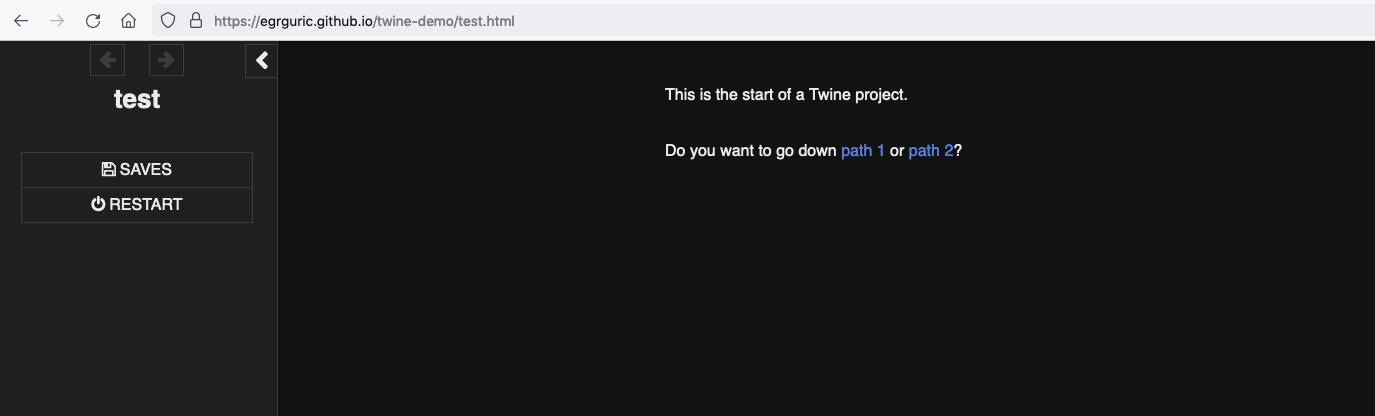 https://egrguric.github.io/twine-demo/test.html
test
SAVES
RESTART
This is the start of a Twine project.
Do you want to go down path 1 or path 2?